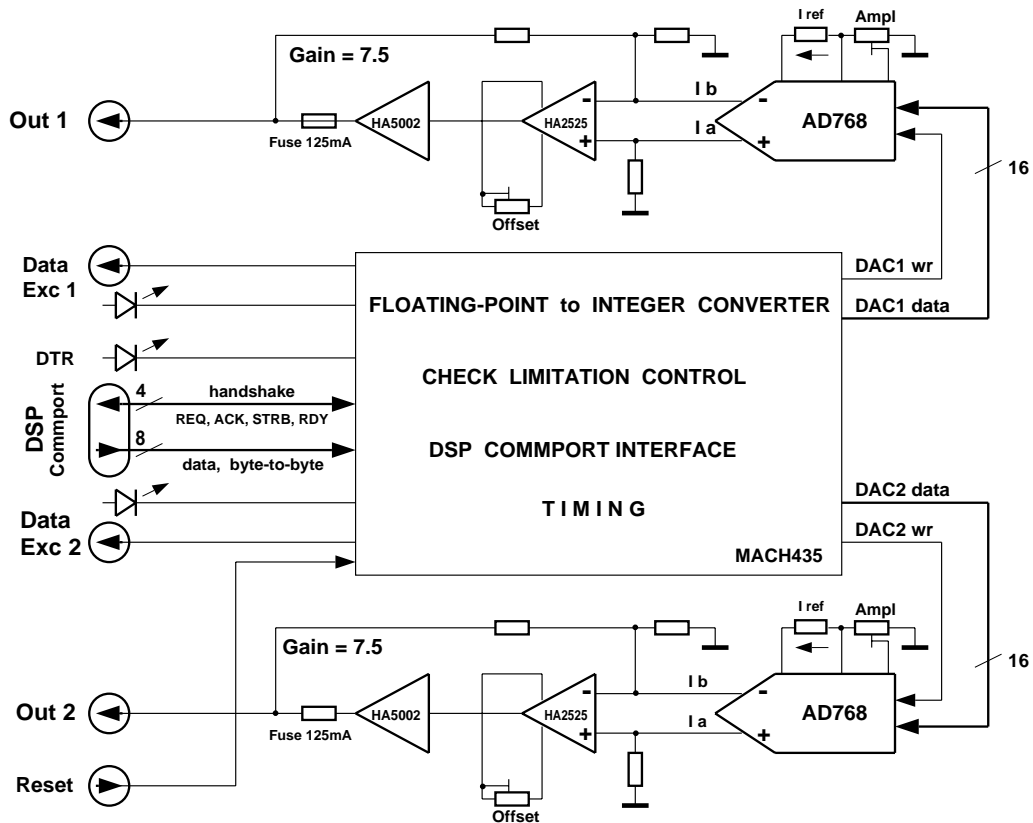 I ref
Ampl
Gain = 7.5
Out 1
Fuse 125mA
HA5002
HA2525
-
+
I b
I a
-
+
AD768
16
Offset
Data
Exc 1
DAC1 wr
DAC1 data
FLOATING-POINT to INTEGER CONVERTER
DTR
CHECK LIMITATION CONTROL
DSP
Commport
4
handshake
REQ, ACK, STRB, RDY
8
data, byte-to-byte
DSP COMMPORT INTERFACE
Data
Exc 2
TIMING
DAC2 data
DAC2 wr
MACH435
I ref
Ampl
Gain = 7.5
Out 2
Fuse 125mA
HA5002
HA2525
-
+
I b
I a
-
+
AD768
16
Reset
Offset